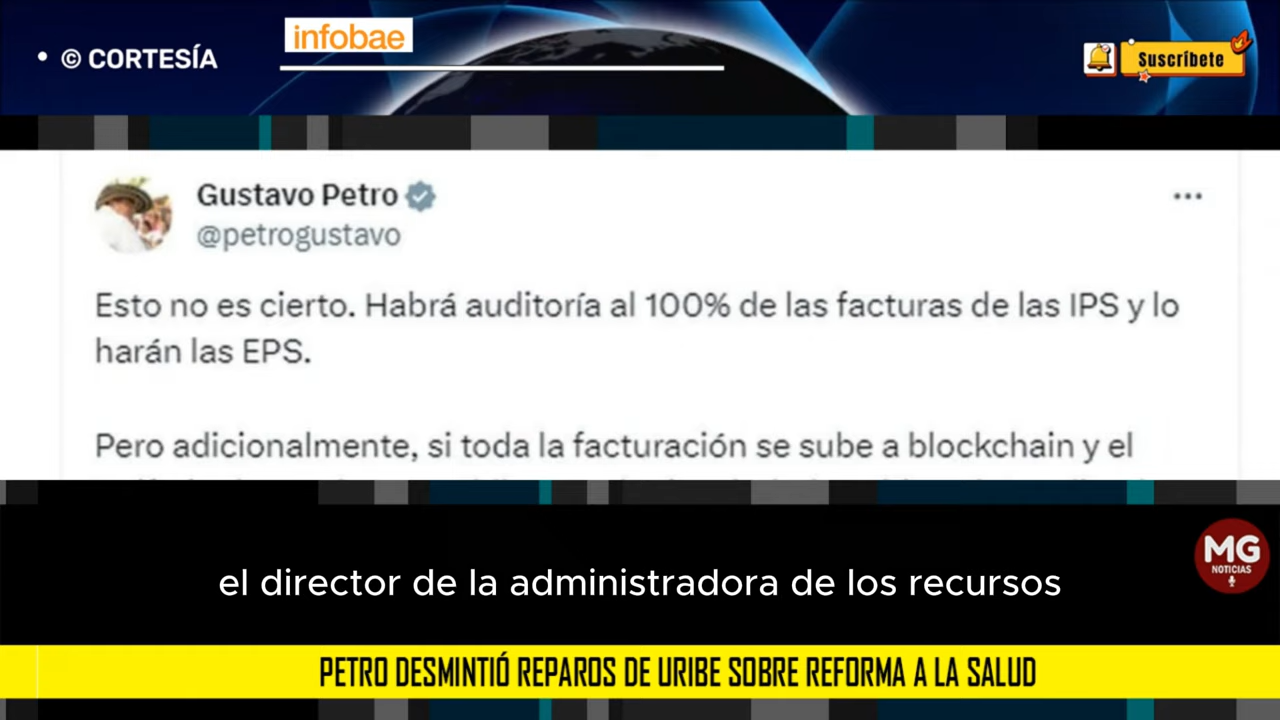 • © CORTESÍA
infobae
Suscríbete
Gustavo Petro
@petrogustavo
Esto no es cierto. Habrá auditoría al 100% de las facturas de las IPS y lo
harán las EPS.
Pero adicionalmente, si toda la facturación se sube a blockchain y el
el director de la administradora de los recursos
MG
NOTICIAS
PETRO DESMINTIÓ REPAROS DE URIBE SOBRE REFORMA A LA SALUD